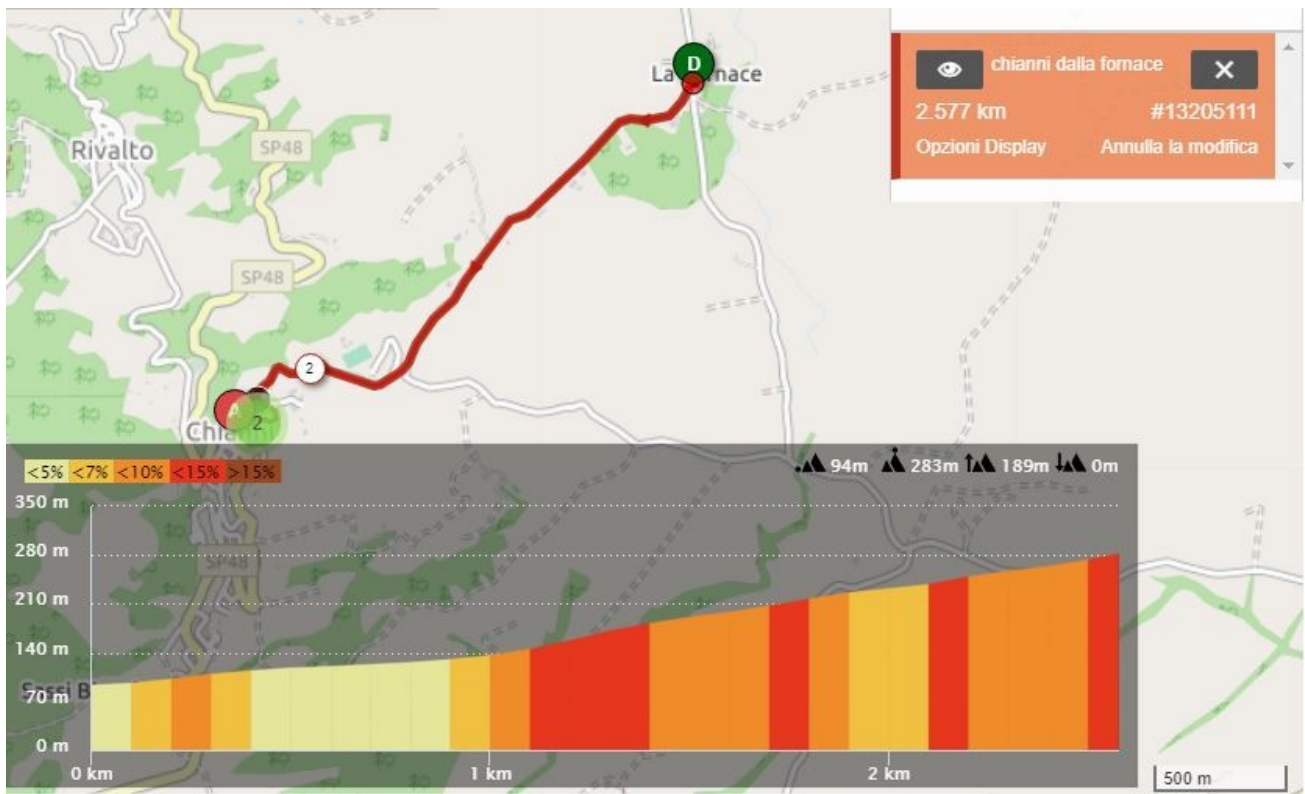 chianni dalla fornace
2.577 km
#13205111
Opzioni Display
Annulla la modifica
D
Rivalto
SP48
SP48
2
A
2
<5% <7% <10% <15% >15%
94m 283m 189m 0m
350 m
280 m
210 m
140 m
70 m
0 m
SP48
0 km
1 km
2 km
500 m